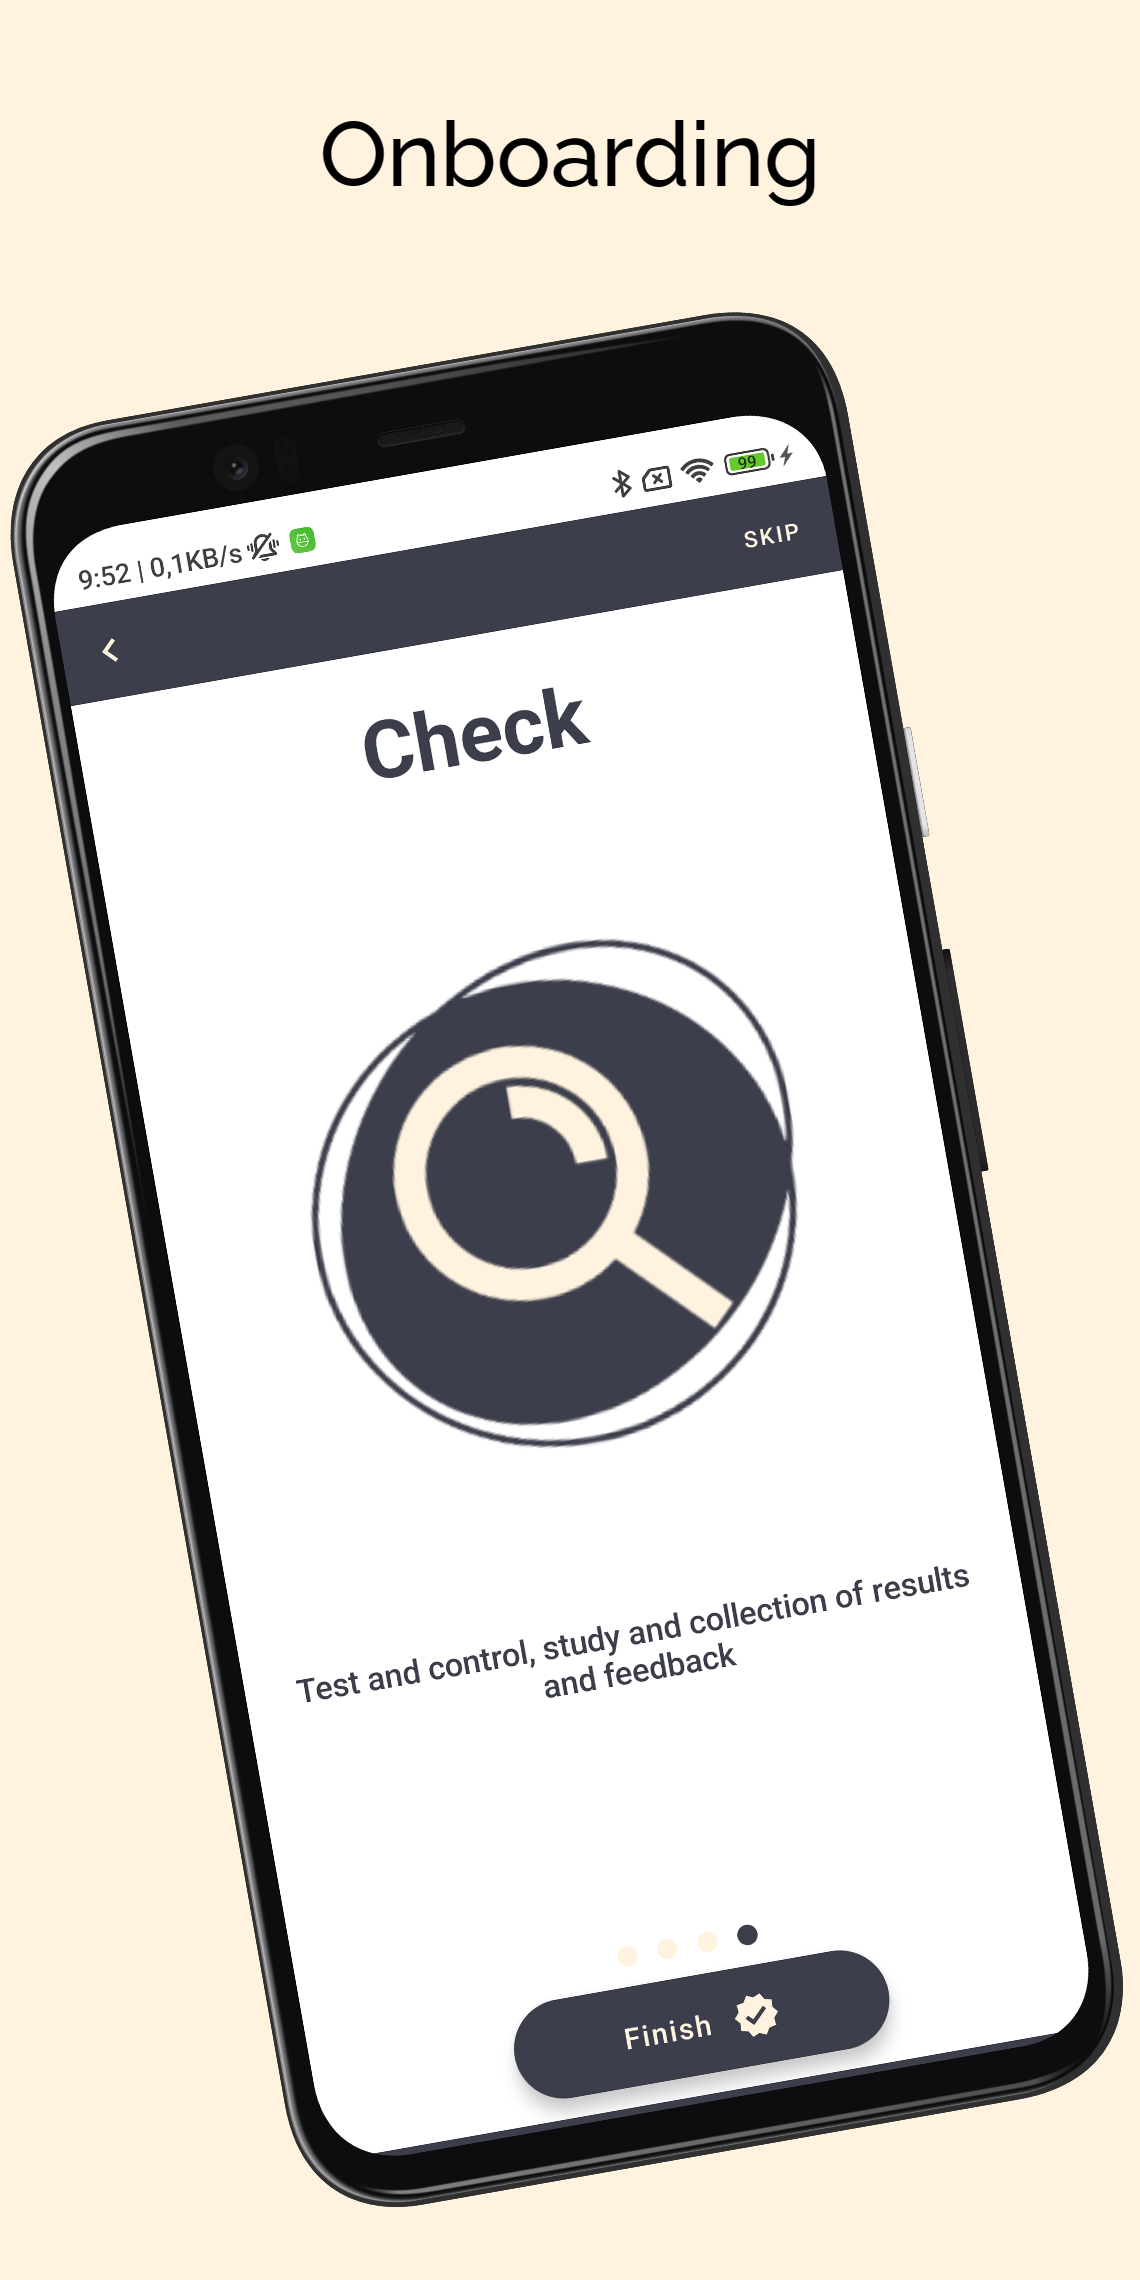 Onboarding
9:52 | 0,1KB/s
99
SKIP
Check
Test and control, study and collection of results
and feedback
Finish